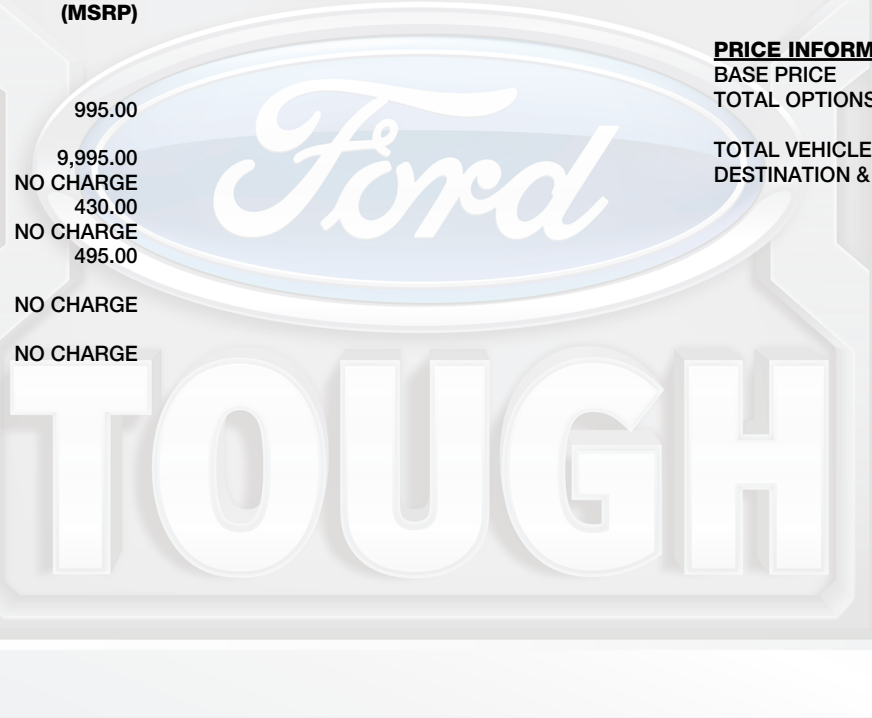 (MSRP)
995.00
9,995.00
NO CHARGE
430.00
NO CHARGE
495.00
NO CHARGE
NO CHARGE
PRICE INFORM
BASE PRICE
TOTAL OPTIONS
TOTAL VEHICLE
DESTINATION &
Ford
TOUGH